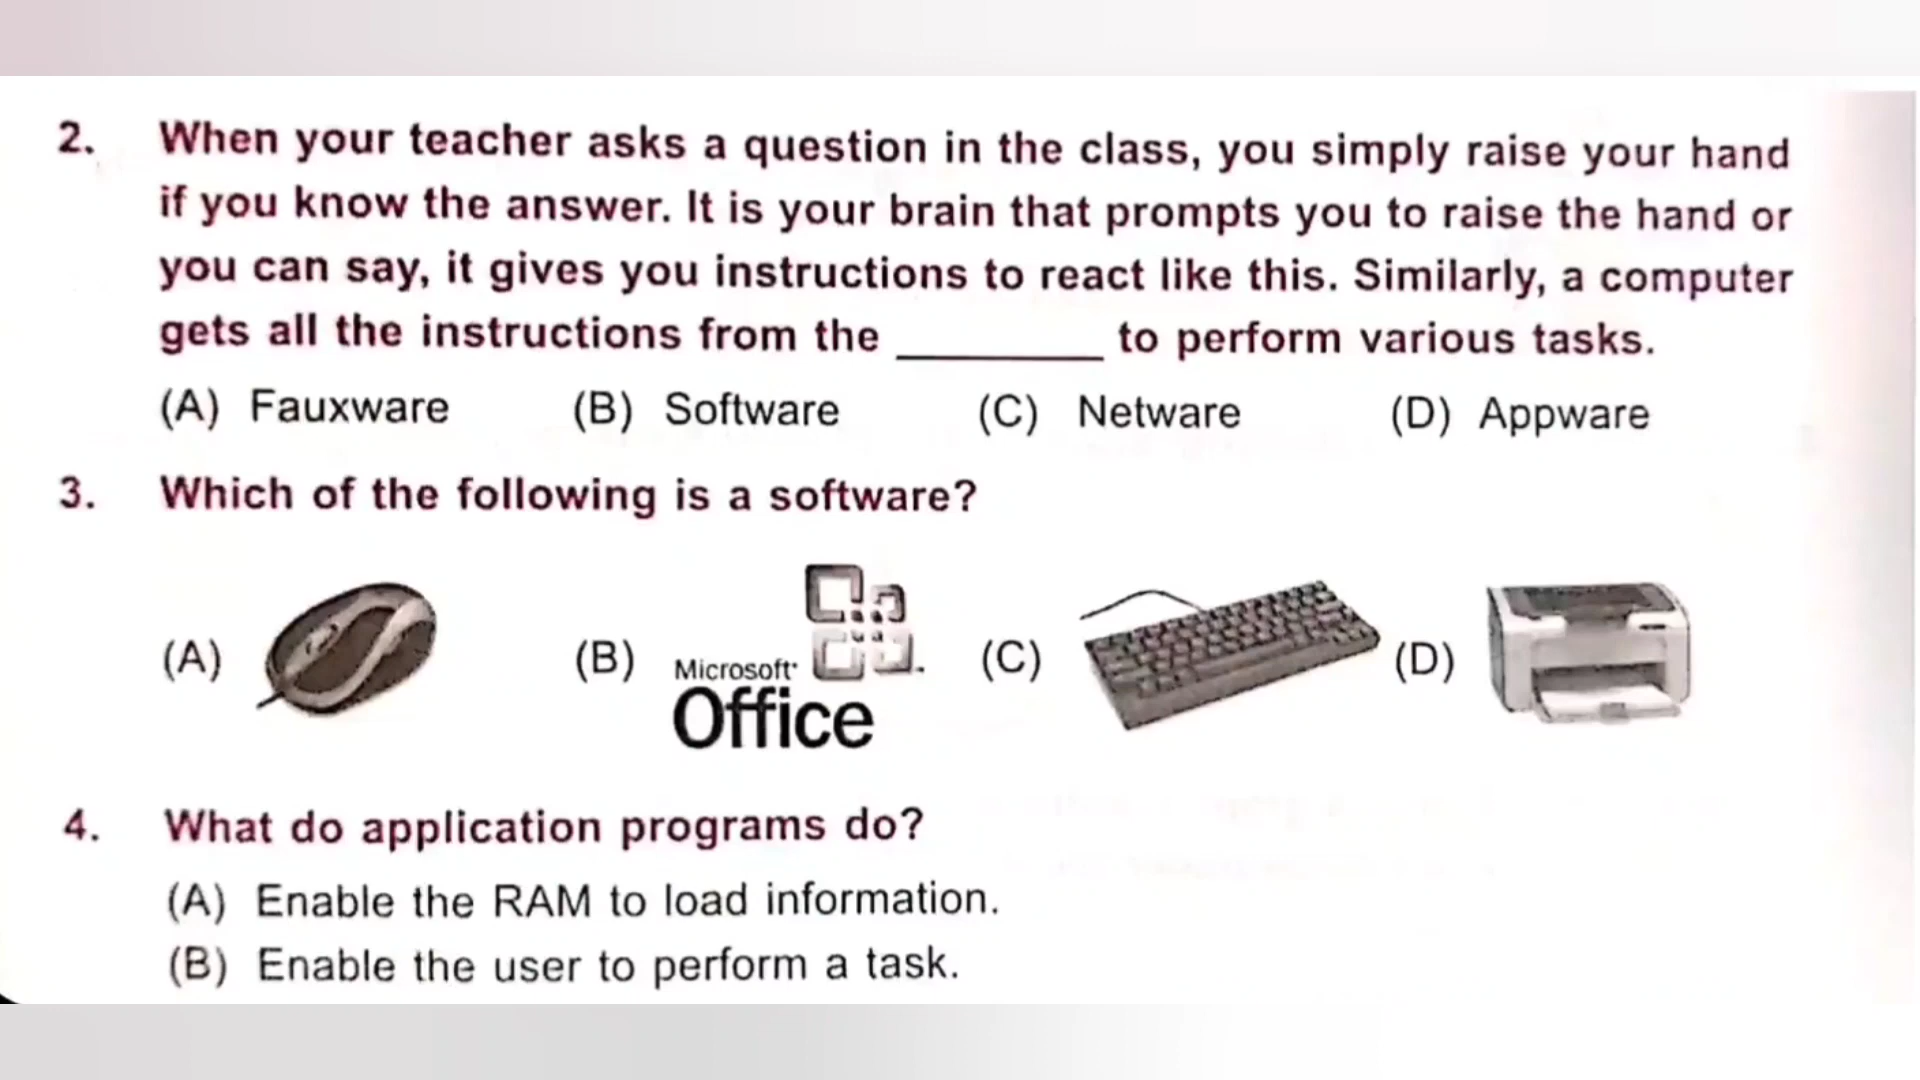 2. When your teacher asks a question in the class, you simply raise your hand
if you know the answer. It is your brain that prompts you to raise the hand or
you can say, it gives you instructions to react like this. Similarly, a computer
gets all the instructions from the ________ to perform various tasks.
(A) Fauxware (B) Software (C) Netware (D) Appware
3. Which of the following is a software?
(A) (B) Microsoft Office (C) (D)
4. What do application programs do?
(A) Enable the RAM to load information.
(B) Enable the user to perform a task.